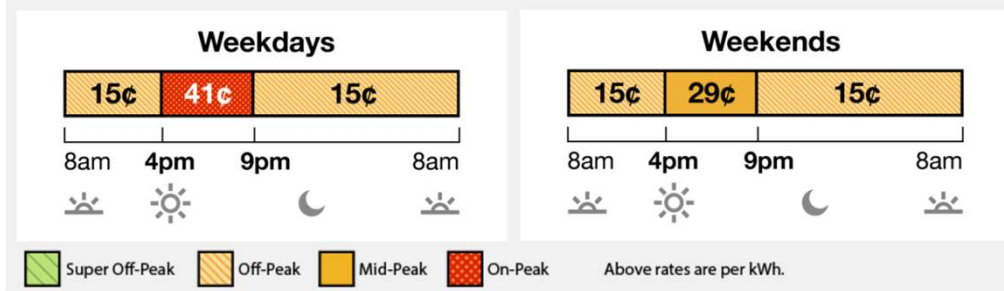 Weekdays
15¢ 41¢ 15¢
8am 4pm 9pm 8am
Weekends
15¢ 29¢ 15¢
8am 4pm 9pm 8am
Super Off-Peak Off-Peak Mid-Peak On-Peak Above rates are per kWh.